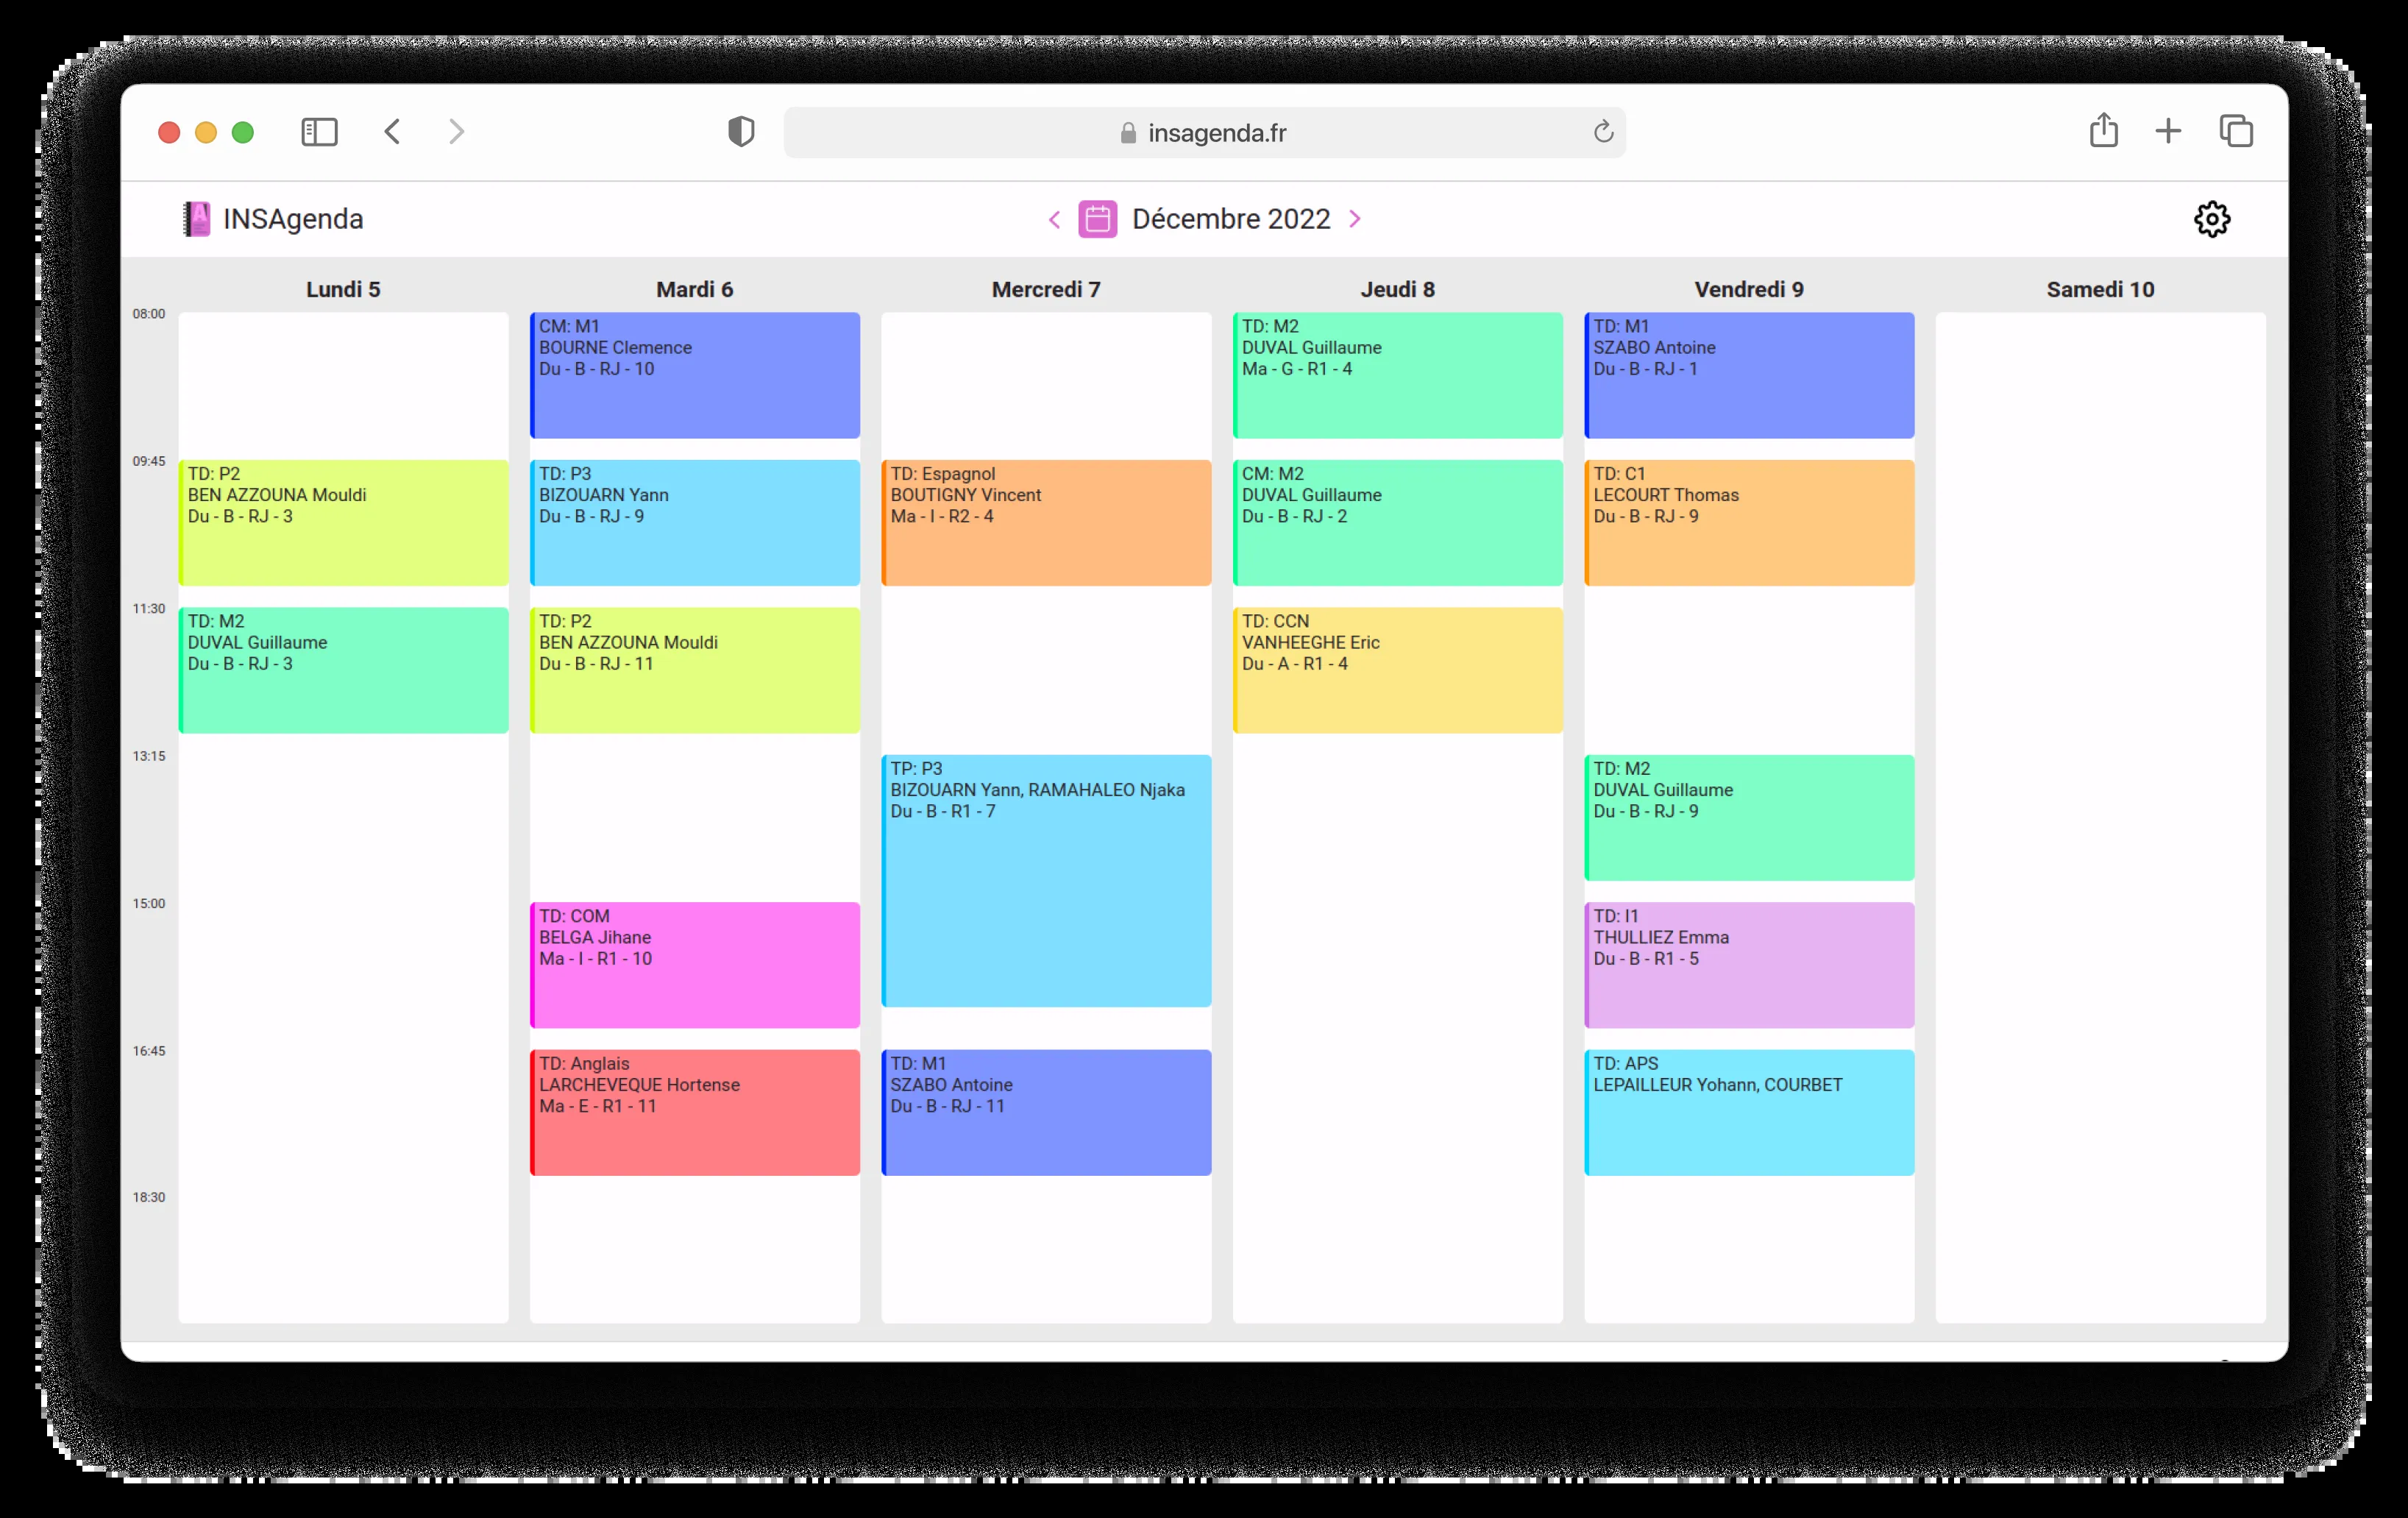 insagenda.fr
INSAgenda
Décembre 2022
Lundi 5
Mardi 6
Mercredi 7
Jeudi 8
Vendredi 9
Samedi 10
08:00
CM: M1
BOURNE Clemence
Du - B - RJ - 10
TD: M2
DUVAL Guillaume
Ma - G - R1 - 4
TD: M1
SZABO Antoine
Du - B - RJ - 1
09:45
TD: P2
BEN AZZOUNA Mouldi
Du - B - RJ - 3
TD: P3
BIZOUARN Yann
Du - B - RJ - 9
TD: Espagnol
BOUTIGNY Vincent
Ma - I - R2 - 4
CM: M2
DUVAL Guillaume
Du - B - RJ - 2
TD: C1
LECOURT Thomas
Du - B - RJ - 9
11:30
TD: M2
DUVAL Guillaume
Du - B - RJ - 3
TD: P2
BEN AZZOUNA Mouldi
Du - B - RJ - 11
TD: CCN
VANHEEGHE Eric
Du - A - R1 - 4
13:15
TP: P3
BIZOUARN Yann, RAMAHALEO Njaka
Du - B - R1 - 7
TD: M2
DUVAL Guillaume
Du - B - RJ - 9
15:00
TD: COM
BELGA Jihane
Ma - I - R1 - 10
TD: I1
THULLIEZ Emma
Du - B - R1 - 5
16:45
TD: Anglais
LARCHEVEQUE Hortense
Ma - E - R1 - 11
TD: M1
SZABO Antoine
Du - B - RJ - 11
TD: APS
LEPAILLEUR Yohann, COURBET
18:30